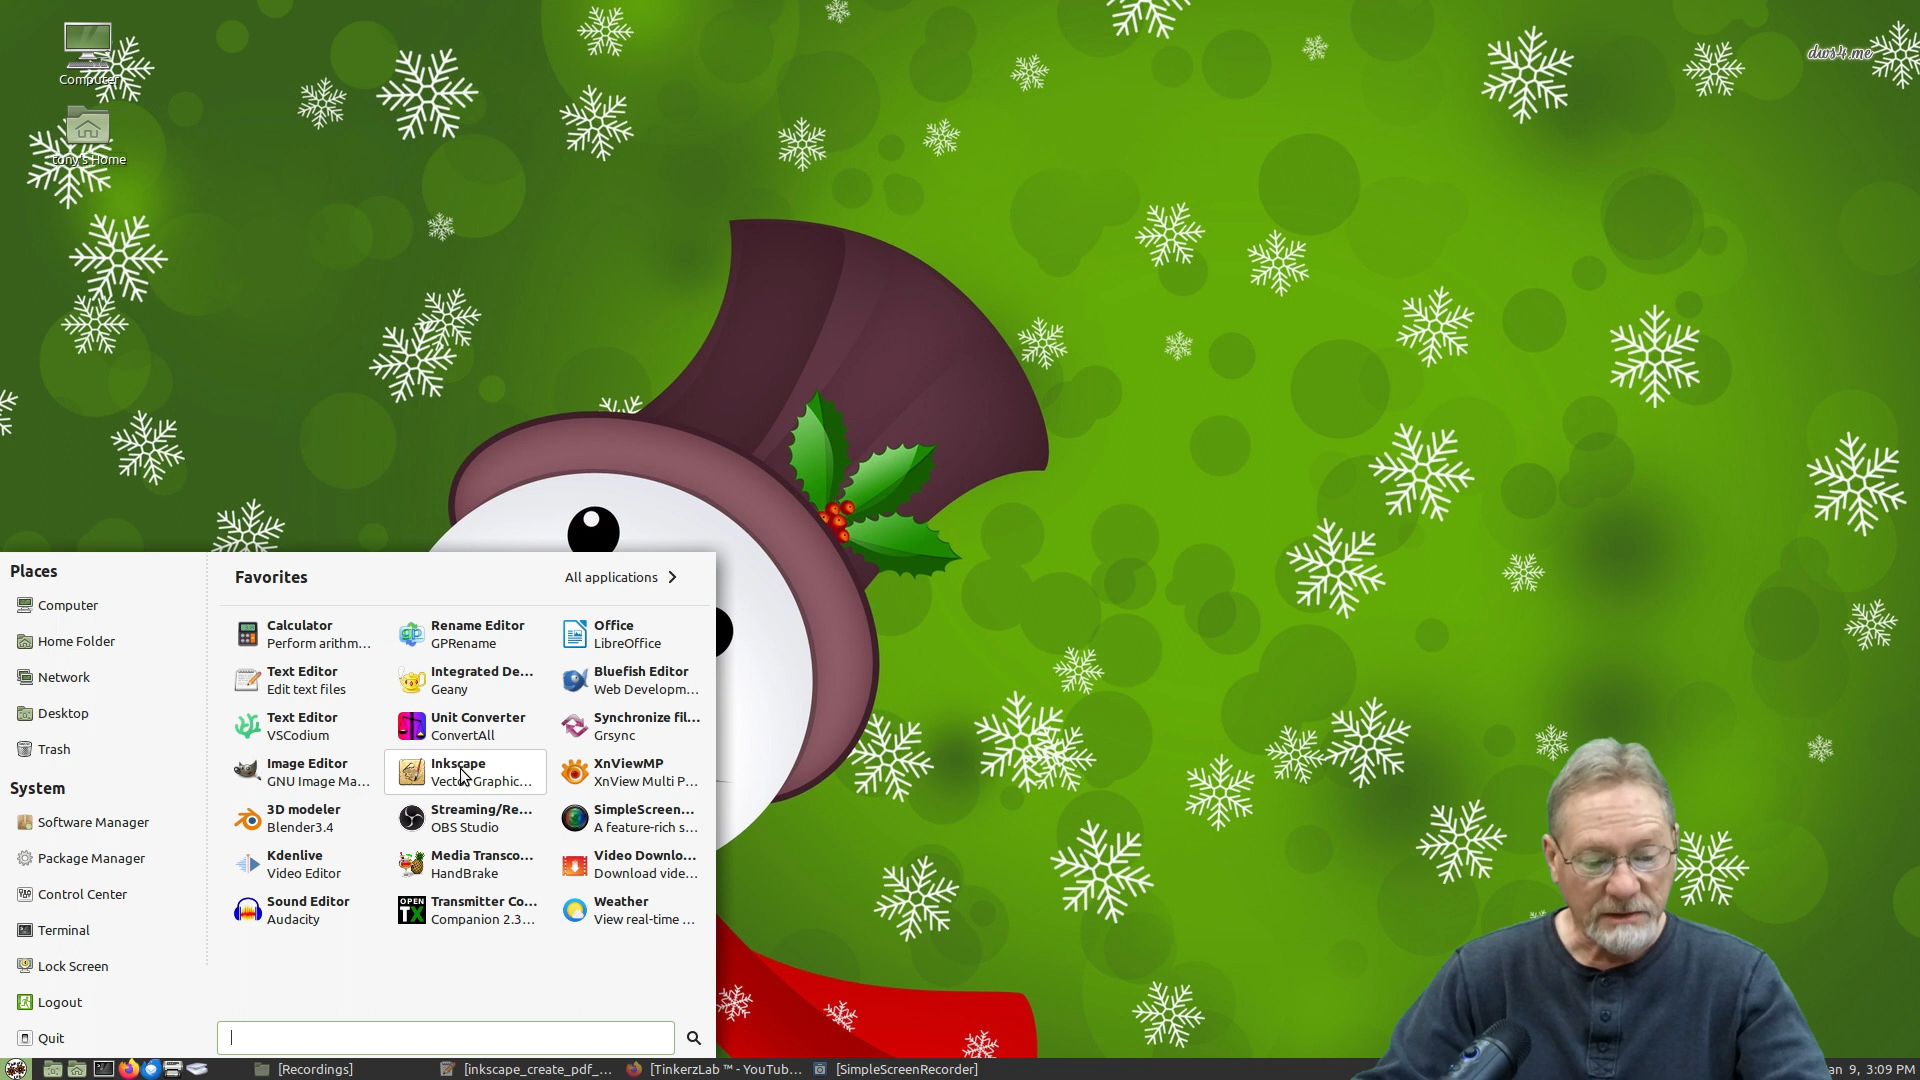 Computer
tony's Home
dws4.me
Places
Computer
Home Folder
Network
Desktop
Trash
System
Software Manager
Package Manager
Control Center
Terminal
Lock Screen
Logout
Quit
Favorites
All applications
Calculator
Perform arithm...
Rename Editor
GPRename
Office
LibreOffice
Text Editor
Edit text files
Integrated De...
Geany
Bluefish Editor
Web Developm...
Text Editor
VSCodium
Unit Converter
ConvertAll
Synchronize fil...
Grsync
Image Editor
GNU Image Ma...
Inkscape
Vector Graphic...
XnViewMP
XnView Multi P...
3D modeler
Blender3.4
Streaming/Re...
OBS Studio
SimpleScreen...
A feature-rich s...
Kdenlive
Video Editor
Media Transco...
HandBrake
Video Downlo...
Download vide...
Sound Editor
Audacity
OPEN
TX
Transmitter Co...
Companion 2.3...
Weather
View real-time ...
[Recordings]
[inkscape_create_pdf_...
[TinkerzLab ™ - YouTub...
[SimpleScreenRecorder]
an 9, 3:09 PM